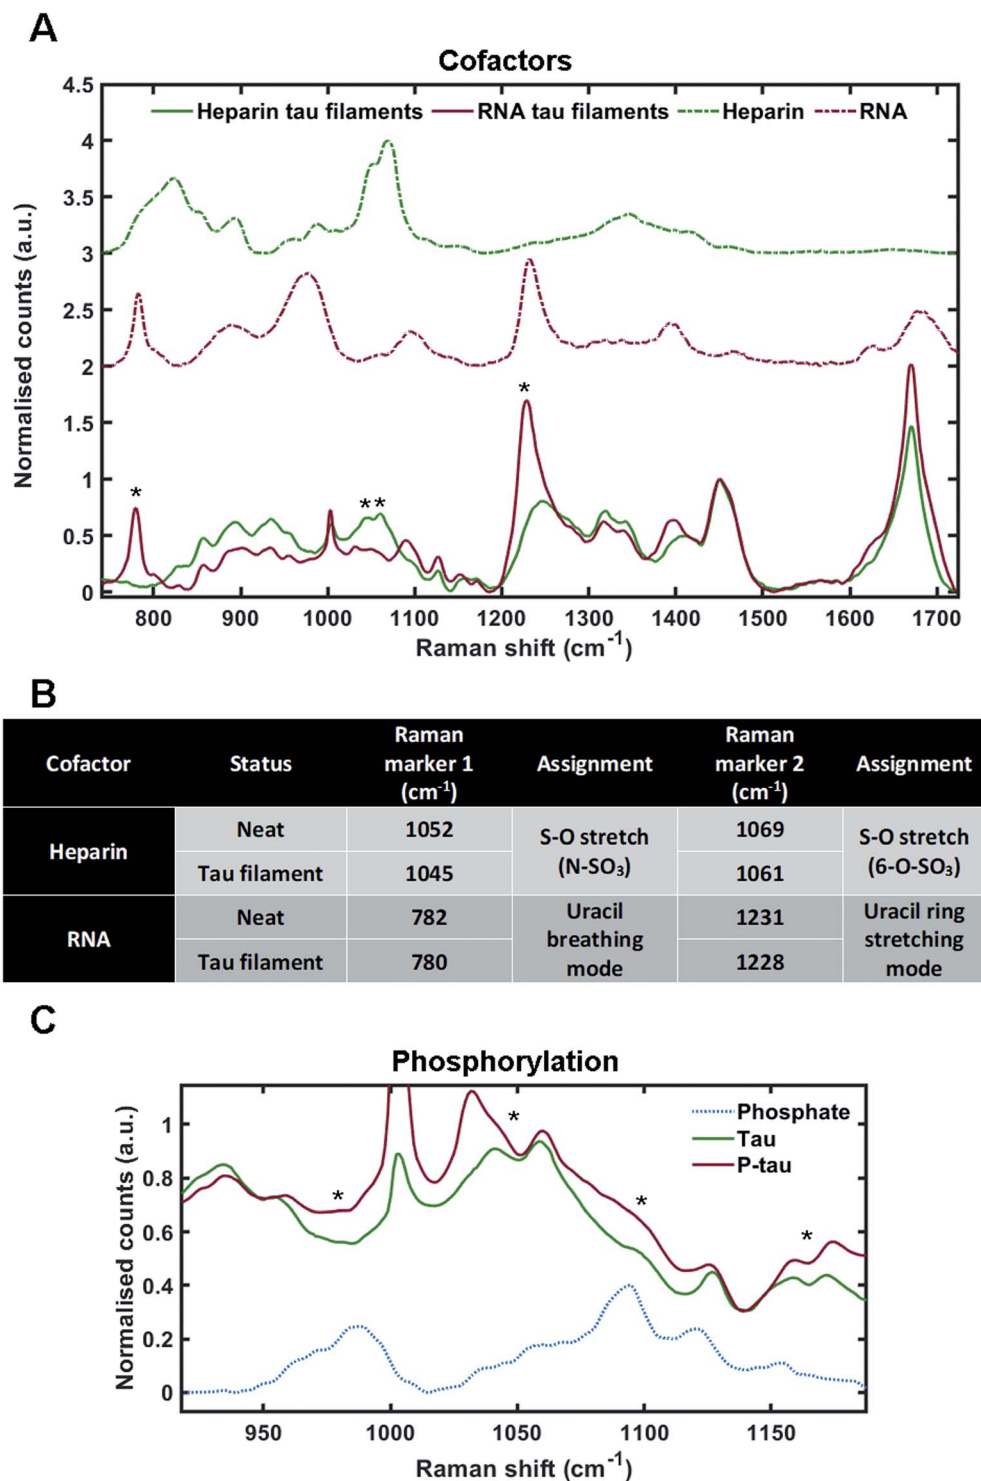 A
Cofactors
Heparin tau filaments RNA tau filaments Heparin RNA
Normalised counts (a.u.)
4.5
4
3.5
3
2.5
2
1.5
1
0.5
0
*
* *
*
800 900 1000 1100 1200 1300 1400 1500 1600 1700
Raman shift (cm⁻¹)
B
Cofactor Status Raman marker 1 (cm⁻¹) Assignment Raman marker 2 (cm⁻¹) Assignment
Heparin Neat 1052 S-O stretch (N-SO₃) 1069 S-O stretch (6-O-SO₃)
Tau filament 1045 1061
RNA Neat 782 Uracil breathing mode 1231 Uracil ring stretching mode
Tau filament 780 1228
C
Phosphorylation
Normalised counts (a.u.)
Phosphate
Tau
P-tau
1
0.8
0.6
0.4
0.2
0
*
*
*
*
950 1000 1050 1100 1150
Raman shift (cm⁻¹)